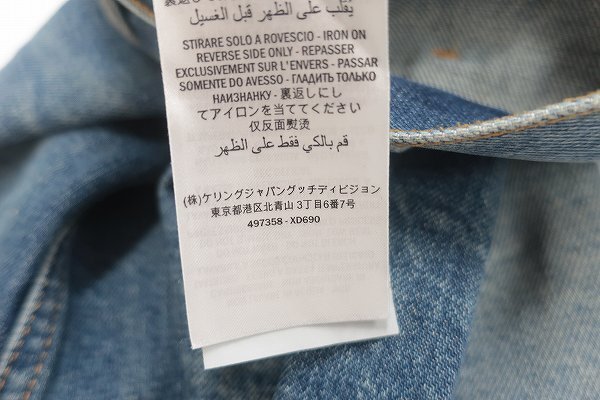 يقلب على الظهر قبل الغسيل
STIRARE SOLO A ROVESCIO - IRON ON
REVERSE SIDE ONLY - REPASSER
EXCLUSIVEMENT SUR L'ENVERS - PASSAR
SOMENTE DO AVESSO - ГЛАДИТЬ ТОЛЬКО
НАИЗНАНКУ - 裏返しにし
てアイロンを当ててください
仅反面熨烫
قم بالكي فقط على الظهر
(株)ケリングジャパングッチディビジョン
東京都港区北青山 3丁目6番7号
497358 - XD690